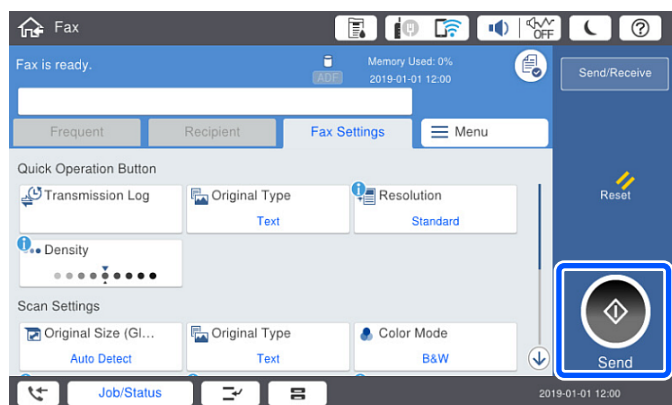 Fax
OFF
?
Fax is ready.
ADF
Memory Used: 0%
2019-01-01 12:00
Send/Receive
Frequent
Recipient
Fax Settings
Menu
Quick Operation Button
Transmission Log
Original Type
Text
i
Resolution
Standard
i
Density
Reset
Scan Settings
Original Size (Gl...
Auto Detect
Original Type
Text
Color Mode
B&W
Send
Job/Status
2019-01-01 12:00